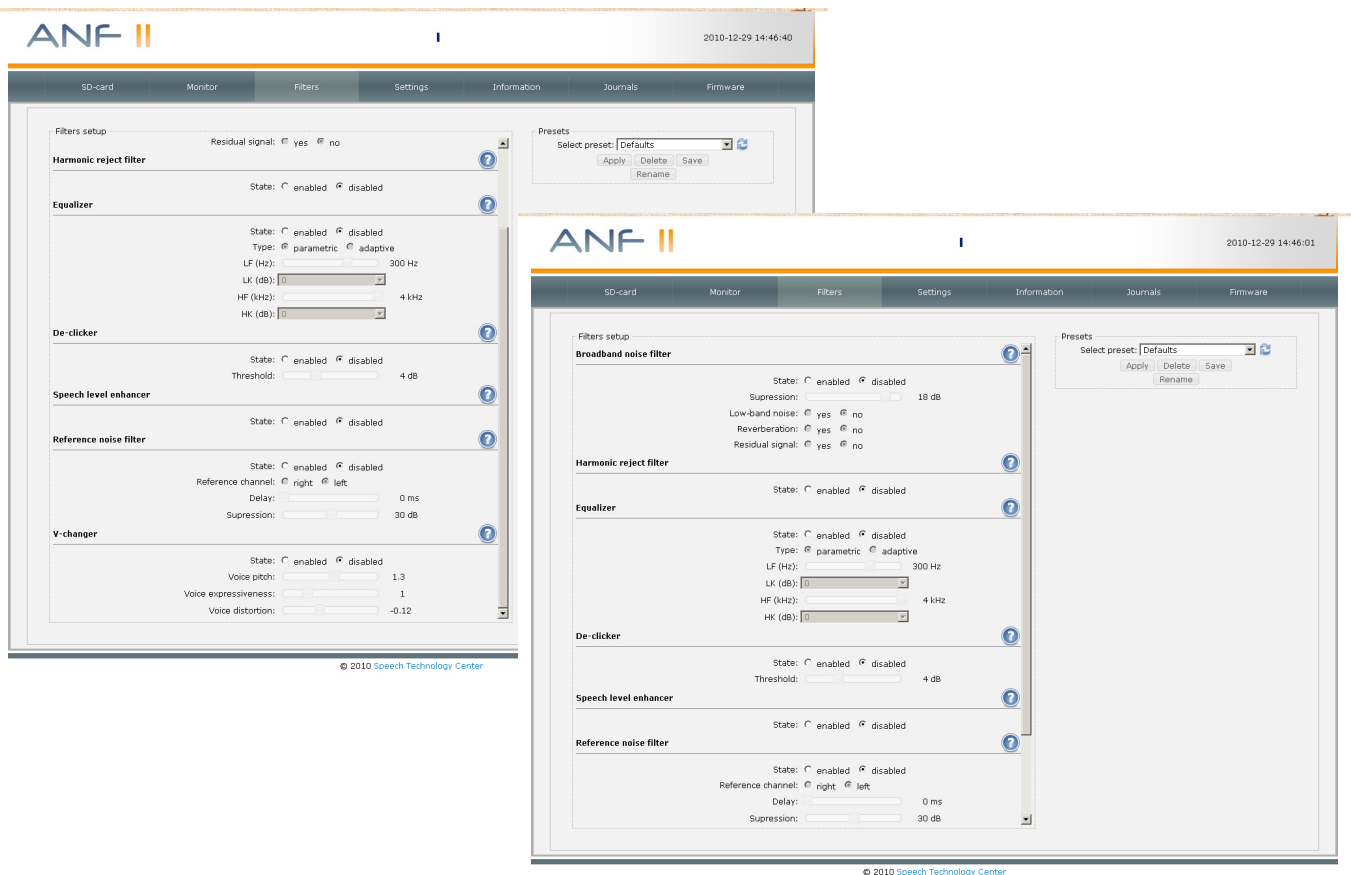 ANF II
2010-12-29 14:46:40
SD-card Monitor Filters Settings Information Journals Firmware
Filters setup
Residual signal: yes no
Harmonic reject filter
State: enabled disabled
Equalizer
State: enabled disabled
Type: parametric adaptive
LF (Hz): 300 Hz
LK (dB): 0
HF (kHz): 4 kHz
HK (dB): 0
De-clicker
State: enabled disabled
Threshold: 4 dB
Speech level enhancer
State: enabled disabled
Reference noise filter
State: enabled disabled
Reference channel: right left
Delay: 0 ms
Supression: 30 dB
V-changer
State: enabled disabled
Voice pitch: 1.3
Voice expressiveness: 1
Voice distortion: -0.12
Presets
Select preset: Defaults
Apply Delete Save
Rename
© 2010 Speech Technology Center
ANF II
2010-12-29 14:46:01
SD-card Monitor Filters Settings Information Journals Firmware
Filters setup
Broadband noise filter
State: enabled disabled
Supression: 18 dB
Low-band noise: yes no
Reverberation: yes no
Residual signal: yes no
Harmonic reject filter
State: enabled disabled
Equalizer
State: enabled disabled
Type: parametric adaptive
LF (Hz): 300 Hz
LK (dB): 0
HF (kHz): 4 kHz
HK (dB): 0
De-clicker
State: enabled disabled
Threshold: 4 dB
Speech level enhancer
State: enabled disabled
Reference noise filter
State: enabled disabled
Reference channel: right left
Delay: 0 ms
Supression: 30 dB
Presets
Select preset: Defaults
Apply Delete Save
Rename
© 2010 Speech Technology Center